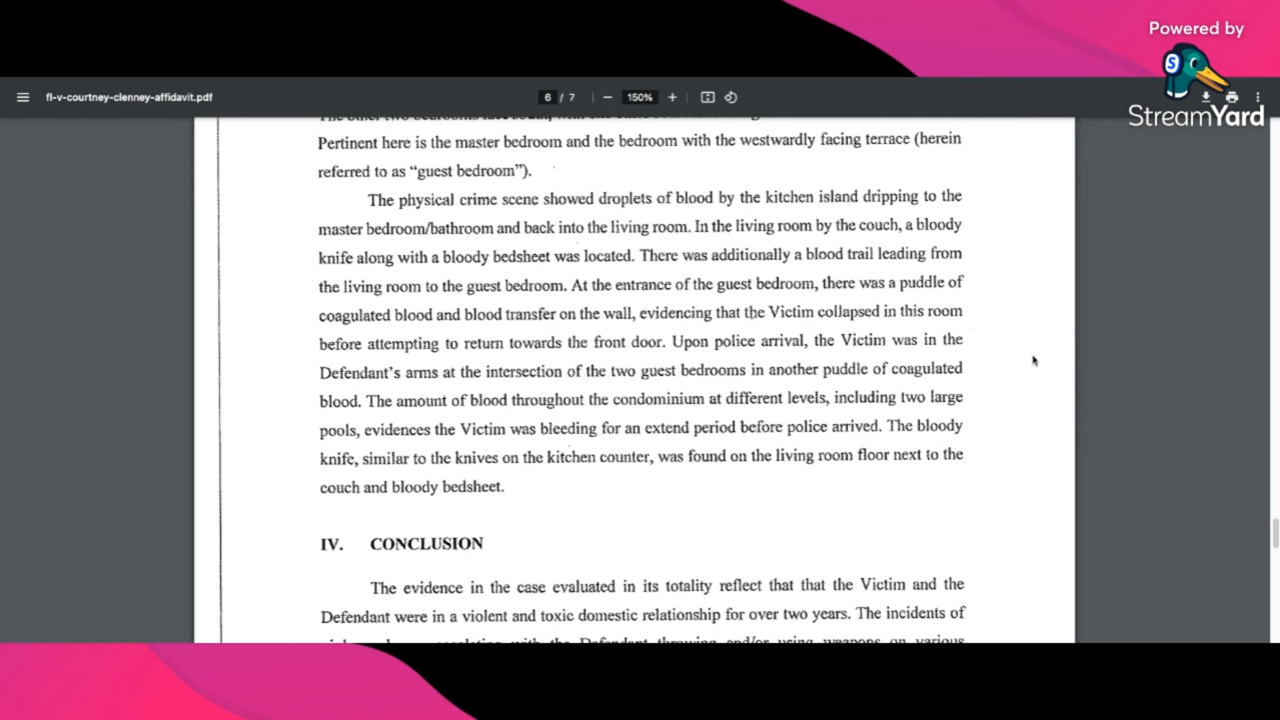 Powered by
S
StreamYard
fl-v-courtney-clenney-affidavit.pdf
6 / 7
150%
Pertinent here is the master bedroom and the bedroom with the westwardly facing terrace (herein
referred to as “guest bedroom”).
The physical crime scene showed droplets of blood by the kitchen island dripping to the
master bedroom/bathroom and back into the living room. In the living room by the couch, a bloody
knife along with a bloody bedsheet was located. There was additionally a blood trail leading from
the living room to the guest bedroom. At the entrance of the guest bedroom, there was a puddle of
coagulated blood and blood transfer on the wall, evidencing that the Victim collapsed in this room
before attempting to return towards the front door. Upon police arrival, the Victim was in the
Defendant’s arms at the intersection of the two guest bedrooms in another puddle of coagulated
blood. The amount of blood throughout the condominium at different levels, including two large
pools, evidences the Victim was bleeding for an extend period before police arrived. The bloody
knife, similar to the knives on the kitchen counter, was found on the living room floor next to the
couch and bloody bedsheet.
IV. CONCLUSION
The evidence in the case evaluated in its totality reflect that that the Victim and the
Defendant were in a violent and toxic domestic relationship for over two years. The incidents of
with the Defendant throwing and/or using weapons on various